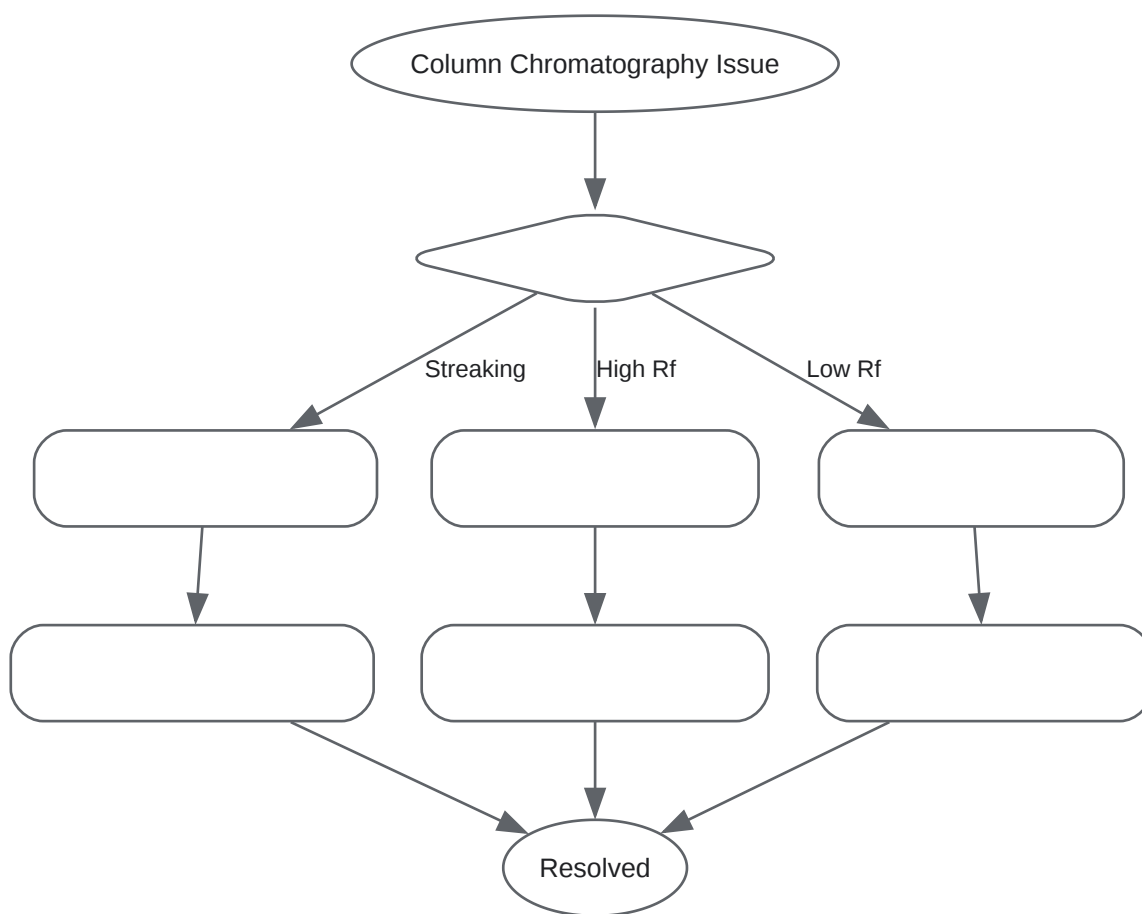 Column Chromatography Issue
Streaking
High Rf
Low Rf
Resolved